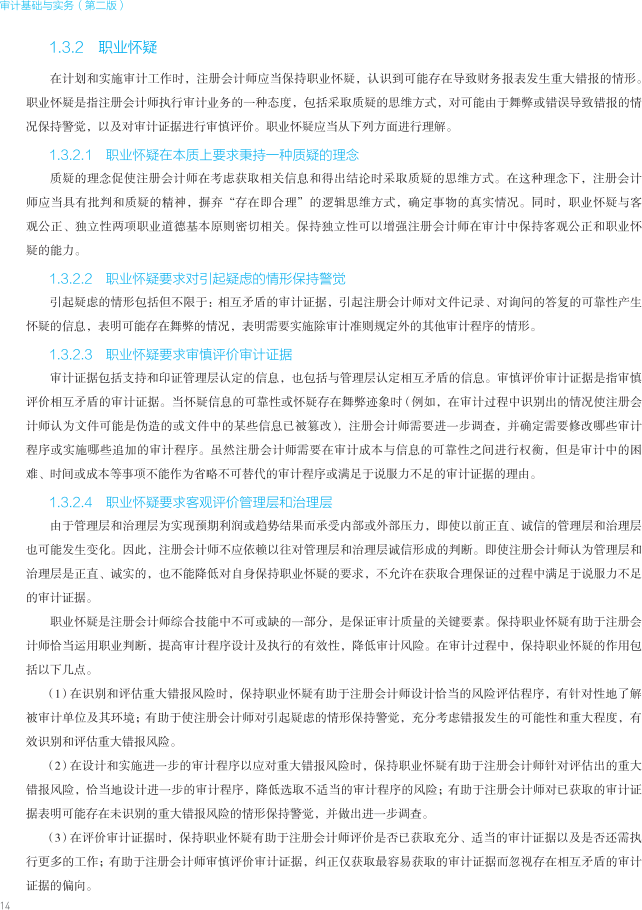 审计基础与实务（第二版）
1.3.2 职业怀疑
在计划和实施审计工作时，注册会计师应当保持职业怀疑，认识到可能存在导致财务报表发生重大错报的情形。
职业怀疑是指注册会计师执行审计业务的一种态度，包括采取质疑的思维方式，对可能由于舞弊或错误导致错报的情
况保持警觉，以及对审计证据进行审慎评价。职业怀疑应当从下列方面进行理解。
1.3.2.1 职业怀疑在本质上要求秉持一种质疑的理念
质疑的理念促使注册会计师在考虑获取相关信息和得出结论时采取质疑的思维方式。在这种理念下，注册会计
师应当具有批判和质疑的精神，摒弃“存在即合理”的逻辑思维方式，确定事物的真实情况。同时，职业怀疑与客
观公正、独立性两项职业道德基本原则密切相关。保持独立性可以增强注册会计师在审计中保持客观公正和职业怀
疑的能力。
1.3.2.2 职业怀疑要求对引起疑虑的情形保持警觉
引起疑虑的情形包括但不限于：相互矛盾的审计证据，引起注册会计师对文件记录、对询问的答复的可靠性产生
怀疑的信息，表明可能存在舞弊的情况，表明需要实施除审计准则规定外的其他审计程序的情形。
1.3.2.3 职业怀疑要求审慎评价审计证据
审计证据包括支持和印证管理层认定的信息，也包括与管理层认定相互矛盾的信息。审慎评价审计证据是指审慎
评价相互矛盾的审计证据。当怀疑信息的可靠性或怀疑存在舞弊迹象时（例如，在审计过程中识别出的情况使注册会
计师认为文件可能是伪造的或文件中的某些信息已被篡改），注册会计师需要进一步调查，并确定需要修改哪些审计
程序或实施哪些追加的审计程序。虽然注册会计师需要在审计成本与信息的可靠性之间进行权衡，但是审计中的困
难、时间或成本等事项不能作为省略不可替代的审计程序或满足于说服力不足的审计证据的理由。
1.3.2.4 职业怀疑要求客观评价管理层和治理层
由于管理层和治理层为实现预期利润或趋势结果而承受内部或外部压力，即使以前正直、诚信的管理层和治理层
也可能发生变化。因此，注册会计师不应依赖以往对管理层和治理层诚信形成的判断。即使注册会计师认为管理层和
治理层是正直、诚实的，也不能降低对自身保持职业怀疑的要求，不允许在获取合理保证的过程中满足于说服力不足
的审计证据。
职业怀疑是注册会计师综合技能中不可或缺的一部分，是保证审计质量的关键要素。保持职业怀疑有助于注册会
计师恰当运用职业判断，提高审计程序设计及执行的有效性，降低审计风险。在审计过程中，保持职业怀疑的作用包
括以下几点。
（1）在识别和评估重大错报风险时，保持职业怀疑有助于注册会计师设计恰当的风险评估程序，有针对性地了解
被审计单位及其环境；有助于使注册会计师对引起疑虑的情形保持警觉，充分考虑错报发生的可能性和重大程度，有
效识别和评估重大错报风险。
（2）在设计和实施进一步的审计程序以应对重大错报风险时，保持职业怀疑有助于注册会计师针对评估出的重大
错报风险，恰当地设计进一步的审计程序，降低选取不适当的审计程序的风险；有助于注册会计师对已获取的审计证
据表明可能存在未识别的重大错报风险的情形保持警觉，并做出进一步调查。
（3）在评价审计证据时，保持职业怀疑有助于注册会计师评价是否已获取充分、适当的审计证据以及是否还需执
行更多的工作；有助于注册会计师审慎评价审计证据，纠正仅获取最容易获取的审计证据而忽视存在相互矛盾的审计
证据的偏向。
14